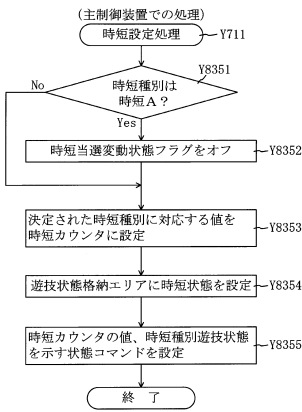 (主制御装置での処理)
時短設定処理
Y711
Y8351
No
時短種別は
時短A?
Yes
時短当選変動状態フラグをオフ
Y8352
決定された時短種別に対応する値を
時短カウンタに設定
Y8353
遊技状態格納エリアに時短状態を設定
Y8354
時短カウンタの値、時短種別遊技状態
を示す状態コマンドを設定
Y8355
終 了